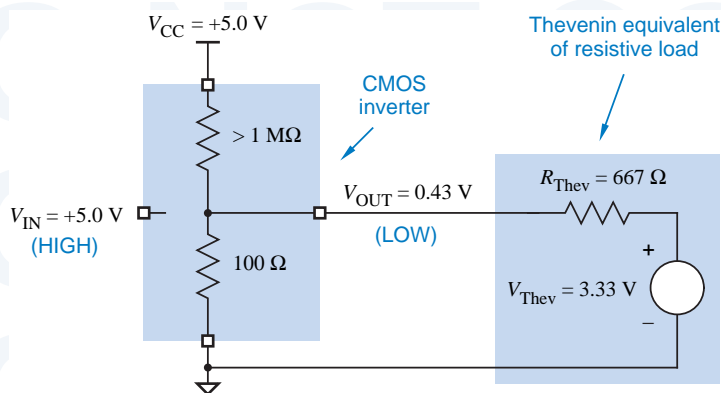 V_CC = +5.0 V
Thevenin equivalent
of resistive load
CMOS
inverter
> 1 MΩ
R_Thev = 667 Ω
V_IN = +5.0 V
(HIGH)
V_OUT = 0.43 V
(LOW)
100 Ω
+
V_Thev = 3.33 V
−